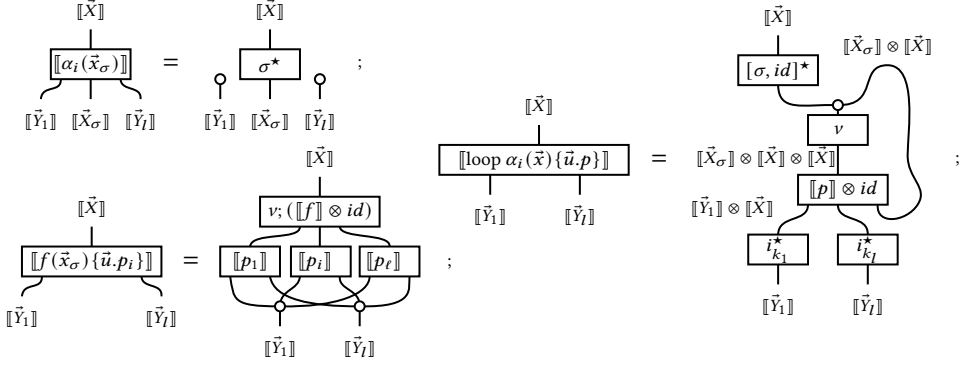 ⟦X⃗⟧
⟦α_i(x⃗_σ)⟧
⟦Y⃗_1⟧ ⟦X⃗_σ⟧ ⟦Y⃗_l⟧
=
⟦X⃗⟧
σ^⋆
⟦Y⃗_1⟧ ⟦X⃗_σ⟧ ⟦Y⃗_l⟧
;
⟦X⃗⟧
⟦f(x⃗_σ){u⃗.p_i}⟧
⟦Y⃗_1⟧ ⟦Y⃗_l⟧
=
⟦X⃗⟧
ν; (⟦f⟧ ⊗ id)
⟦p_1⟧ ⟦p_i⟧ ⟦p_ℓ⟧
⟦Y⃗_1⟧ ⟦Y⃗_l⟧
;
⟦X⃗⟧
⟦loop α_i(x⃗){u⃗.p}⟧
⟦Y⃗_1⟧ ⟦Y⃗_l⟧
=
⟦X⃗⟧
[σ, id]^⋆
⟦X⃗_σ⟧ ⊗ ⟦X⃗⟧
ν
⟦X⃗_σ⟧ ⊗ ⟦X⃗⟧ ⊗ ⟦X⃗⟧
⟦p⟧ ⊗ id
⟦Y⃗_1⟧ ⊗ ⟦X⃗⟧
i^⋆_{k_1} i^⋆_{k_l}
⟦Y⃗_1⟧ ⟦Y⃗_l⟧
;